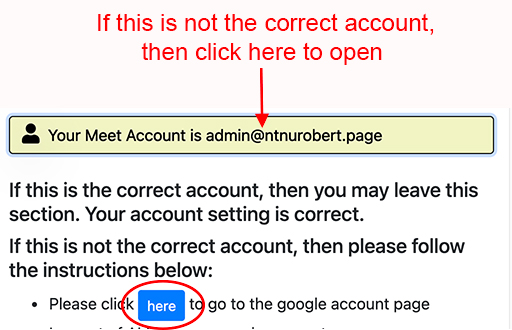 If this is not the correct account,
then click here to open
Your Meet Account is admin@ntnurobert.page
If this is the correct account, then you may leave this
section. Your account setting is correct.
If this is not the correct account, then please follow
the instructions below:
• Please click here to go to the google account page